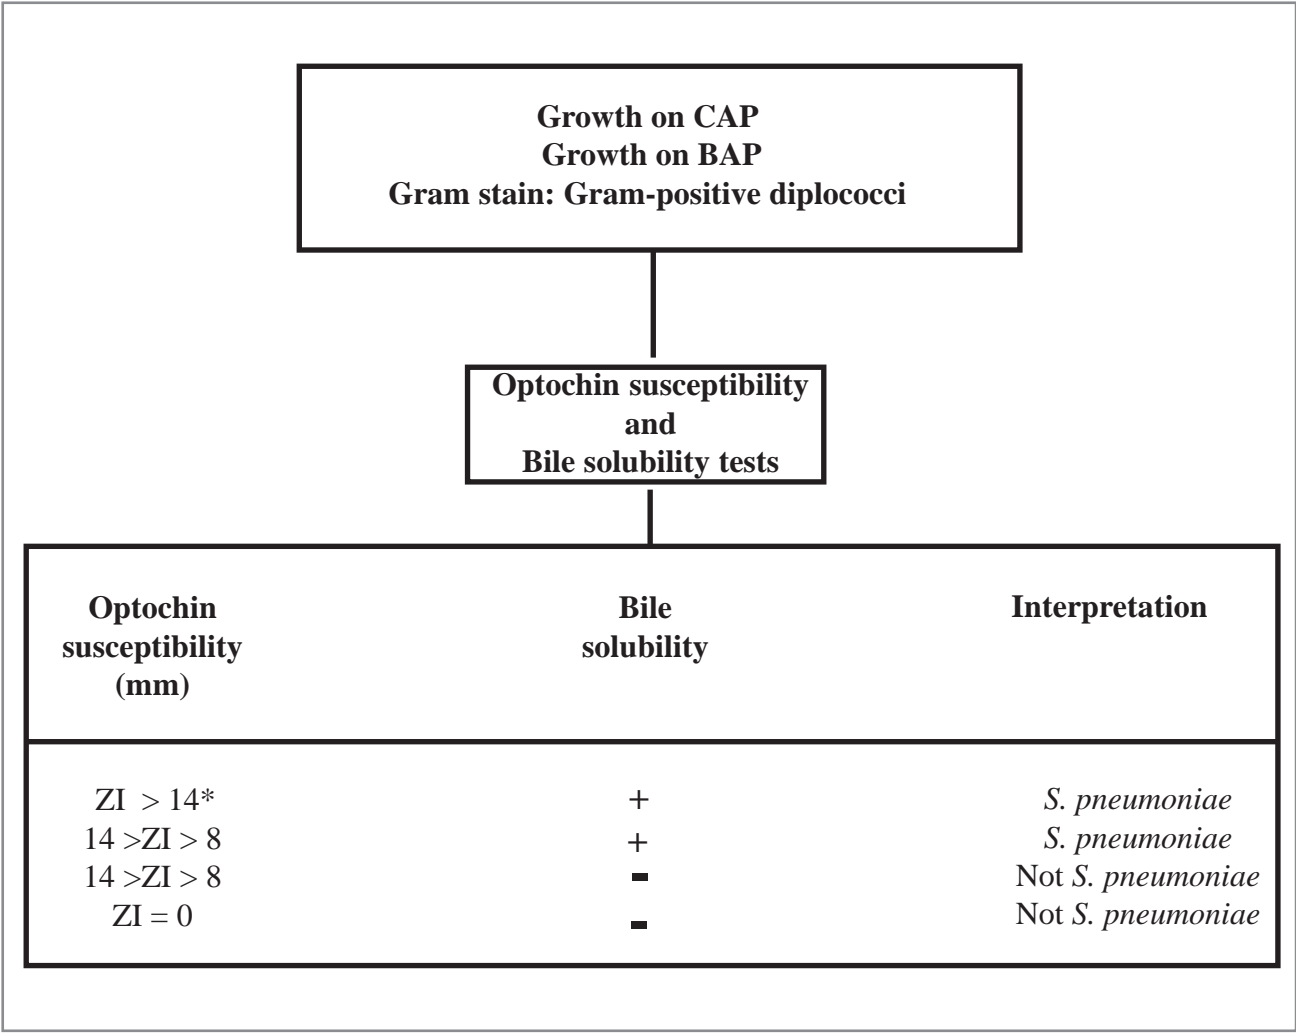 Growth on CAP
Growth on BAP
Gram stain: Gram-positive diplococci
Optochin susceptibility
and
Bile solubility tests
Optochin
susceptibility
(mm)
Bile
solubility
Interpretation
ZI > 14* + S. pneumoniae
14 >ZI > 8 + S. pneumoniae
14 >ZI > 8 - Not S. pneumoniae
ZI = 0 - Not S. pneumoniae